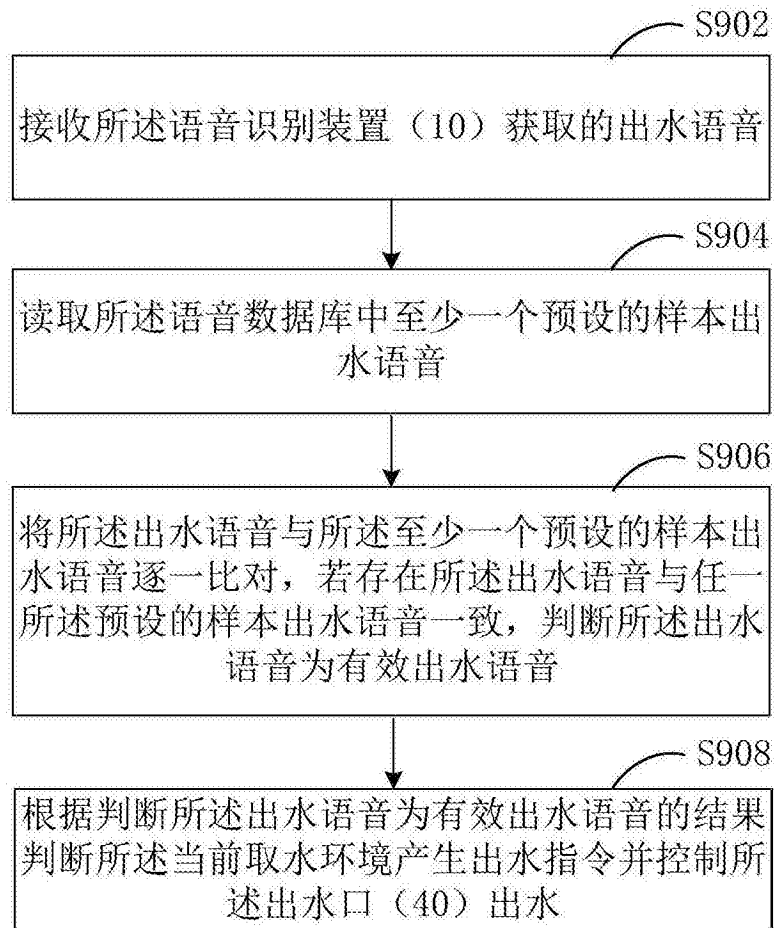 S902
接收所述语音识别装置（10）获取的出水语音
S904
读取所述语音数据库中至少一个预设的样本出
水语音
S906
将所述出水语音与所述至少一个预设的样本出
水语音逐一比对，若存在所述出水语音与任一
所述预设的样本出水语音一致，判断所述出水
语音为有效出水语音
S908
根据判断所述出水语音为有效出水语音的结果
判断所述当前取水环境产生出水指令并控制所
述出水口（40）出水